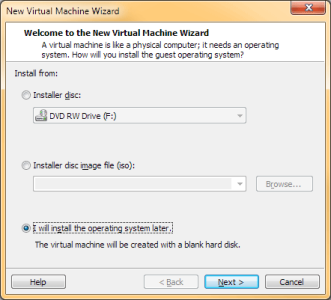 New Virtual Machine Wizard
Welcome to the New Virtual Machine Wizard
A virtual machine is like a physical computer; it needs an operating
system. How will you install the guest operating system?
Install from:
Installer disc:
DVD RW Drive (F:)
Installer disc image file (iso):
Browse...
I will install the operating system later.
The virtual machine will be created with a blank hard disk.
Help
< Back
Next >
Cancel